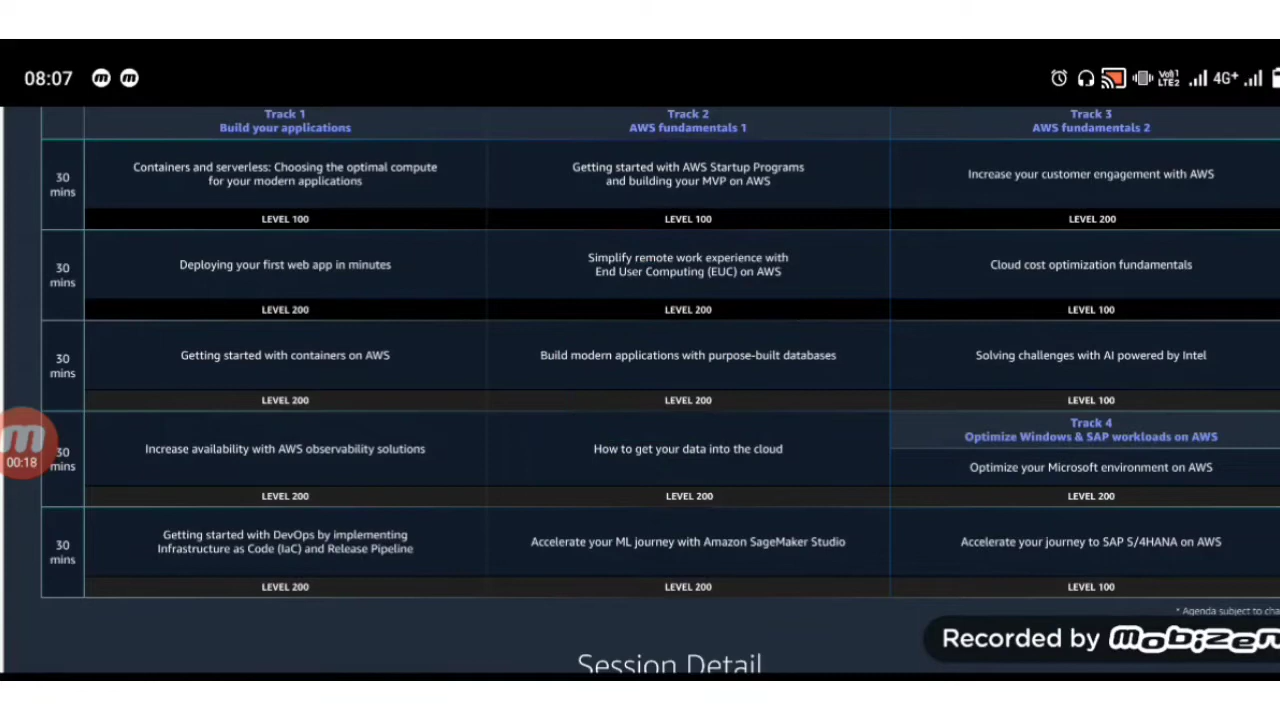 08:07
VoI1
LTE2
4G+
Track 1
Build your applications
Track 2
AWS fundamentals 1
Track 3
AWS fundamentals 2
30
mins
Containers and serverless: Choosing the optimal compute
for your modern applications
LEVEL 100
Getting started with AWS Startup Programs
and building your MVP on AWS
LEVEL 100
Increase your customer engagement with AWS
LEVEL 200
30
mins
Deploying your first web app in minutes
LEVEL 200
Simplify remote work experience with
End User Computing (EUC) on AWS
LEVEL 200
Cloud cost optimization fundamentals
LEVEL 100
30
mins
Getting started with containers on AWS
LEVEL 200
Build modern applications with purpose-built databases
LEVEL 200
Solving challenges with AI powered by Intel
LEVEL 100
00:18
30
mins
Increase availability with AWS observability solutions
LEVEL 200
How to get your data into the cloud
LEVEL 200
Track 4
Optimize Windows & SAP workloads on AWS
Optimize your Microsoft environment on AWS
LEVEL 200
30
mins
Getting started with DevOps by implementing
Infrastructure as Code (IaC) and Release Pipeline
LEVEL 200
Accelerate your ML journey with Amazon SageMaker Studio
LEVEL 200
Accelerate your journey to SAP S/4HANA on AWS
LEVEL 100
* Agenda subject to cha
Recorded by mobizen
Session Detail